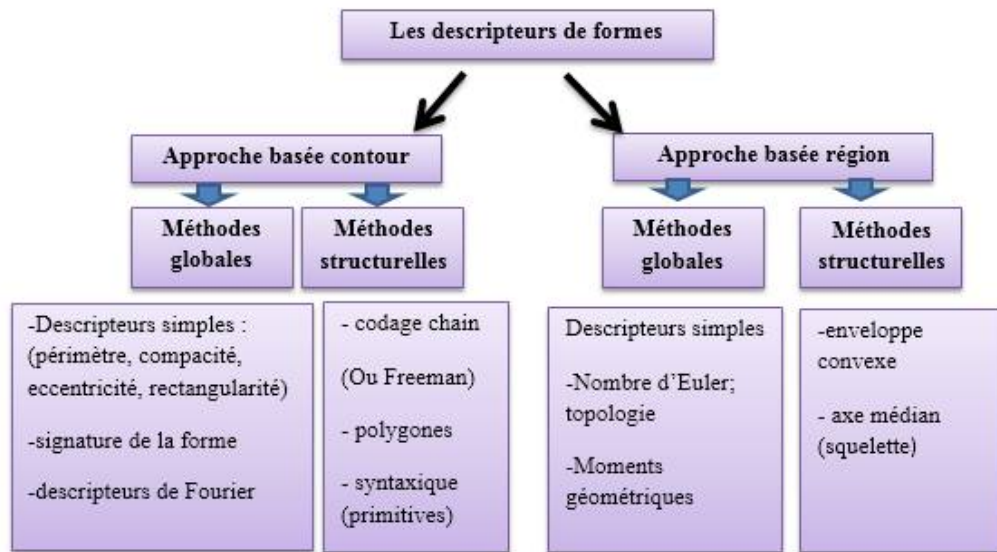 Les descripteurs de formes
Approche basée contour
Approche basée région
Méthodes
globales
Méthodes
structurelles
Méthodes
globales
Méthodes
structurelles
-Descripteurs simples :
(périmètre, compacité,
eccentricité, rectangularité)
-signature de la forme
-descripteurs de Fourier
- codage chain
(Ou Freeman)
- polygones
- syntaxique
(primitives)
Descripteurs simples
-Nombre d’Euler;
topologie
-Moments
géométriques
-enveloppe
convexe
- axe médian
(squelette)